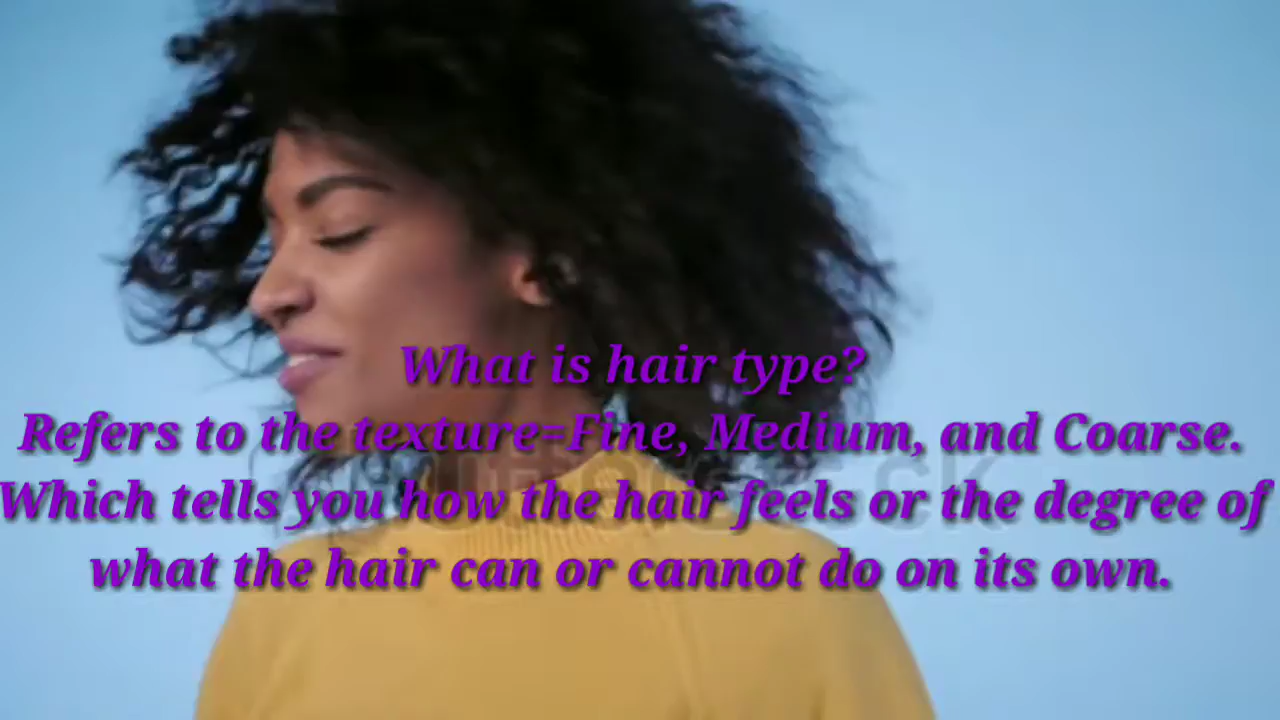 What is hair type?
Refers to the texture=Fine, Medium, and Coarse.
Which tells you how the hair feels or the degree of
what the hair can or cannot do on its own.